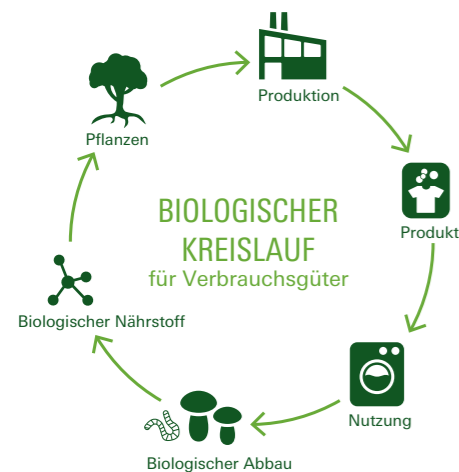 Produktion
Pflanzen
BIOLOGISCHER
KREISLAUF
für Verbrauchsgüter
Produkt
Biologischer Nährstoff
Nutzung
Biologischer Abbau